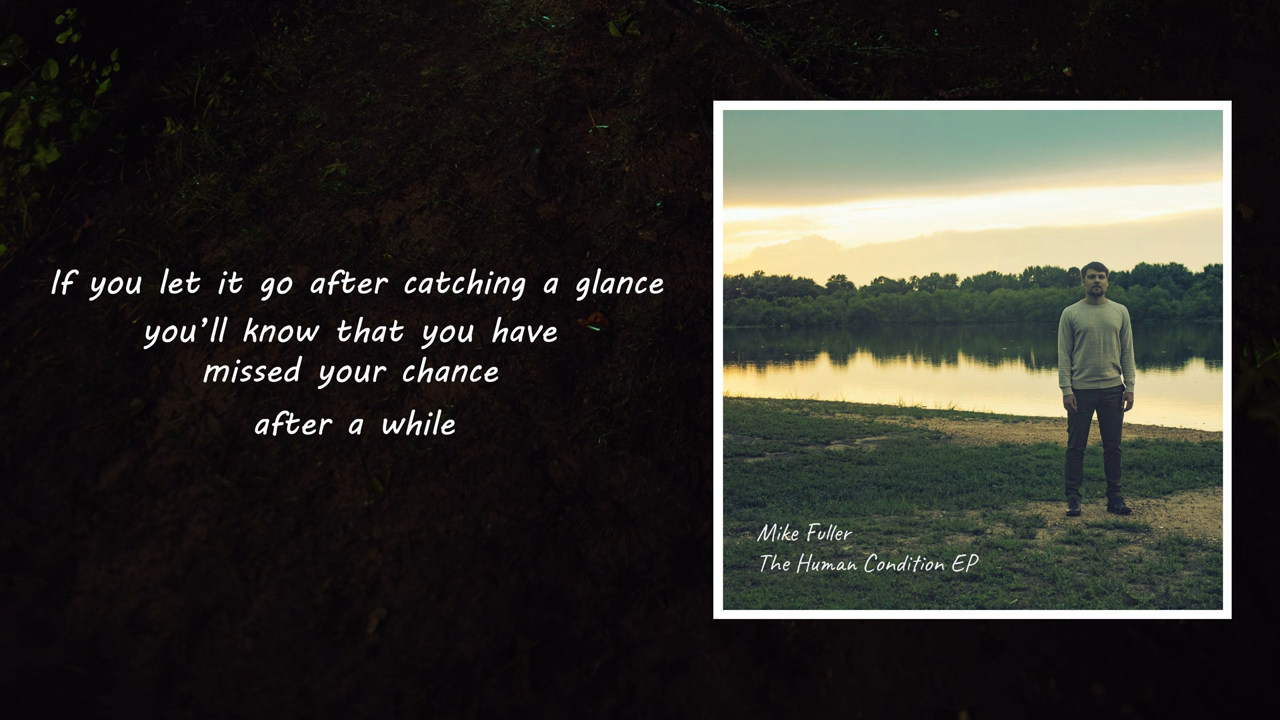 If you let it go after catching a glance
you’ll know that you have
missed your chance
after a while
Mike Fuller
The Human Condition EP